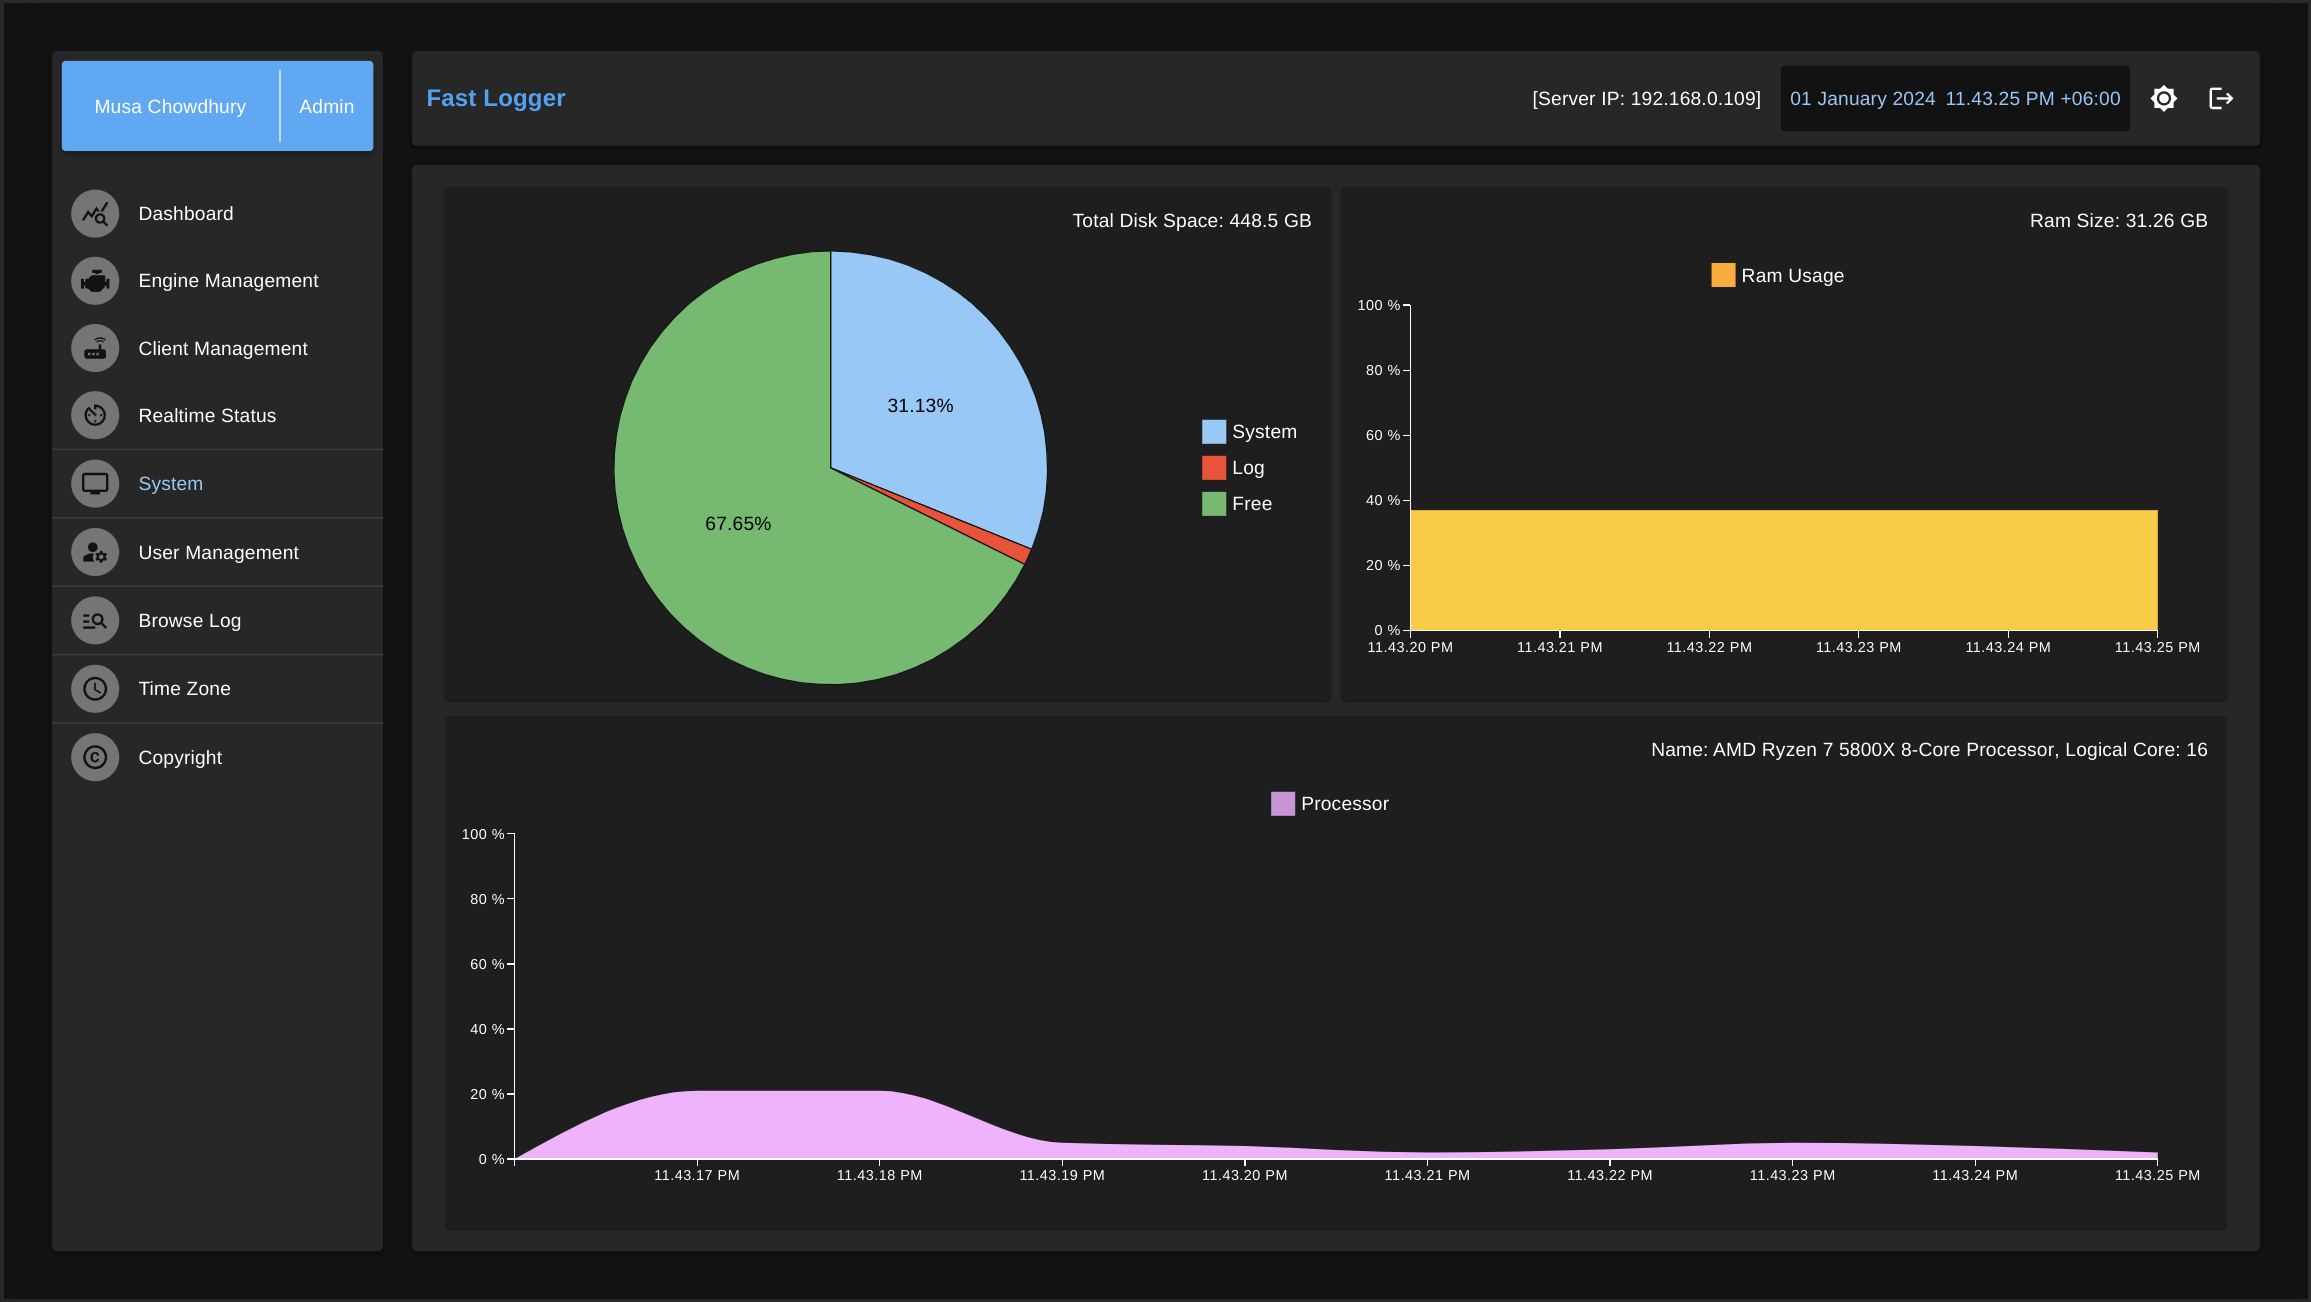 Musa Chowdhury Admin
Dashboard
Engine Management
Client Management
Realtime Status
System
User Management
Browse Log
Time Zone
Copyright
Fast Logger
[Server IP: 192.168.0.109]
01 January 2024 11.43.25 PM +06:00
Total Disk Space: 448.5 GB
31.13%
67.65%
System
Log
Free
Ram Size: 31.26 GB
Ram Usage
100 %
80 %
60 %
40 %
20 %
0 %
11.43.20 PM 11.43.21 PM 11.43.22 PM 11.43.23 PM 11.43.24 PM 11.43.25 PM
Name: AMD Ryzen 7 5800X 8-Core Processor, Logical Core: 16
Processor
100 %
80 %
60 %
40 %
20 %
0 %
11.43.17 PM 11.43.18 PM 11.43.19 PM 11.43.20 PM 11.43.21 PM 11.43.22 PM 11.43.23 PM 11.43.24 PM 11.43.25 PM